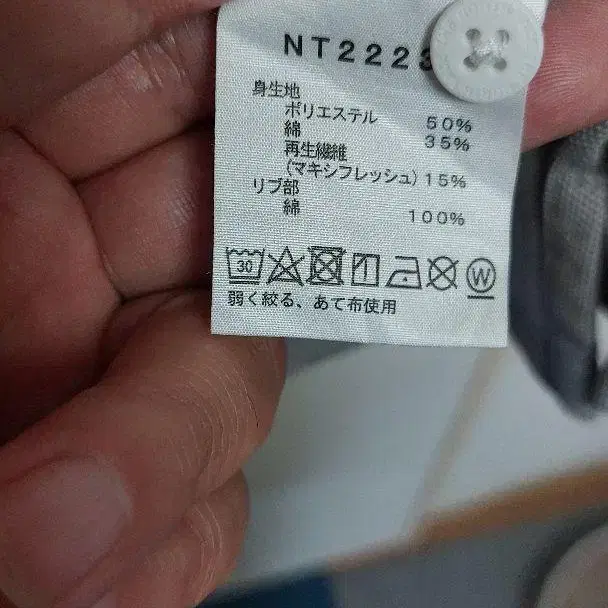 NT2223
身生地
ポリエステル 50%
綿 35%
再生繊維
(マキシフレッシュ) 15%
リブ部
綿 100%
30
W
弱く絞る、あて布使用